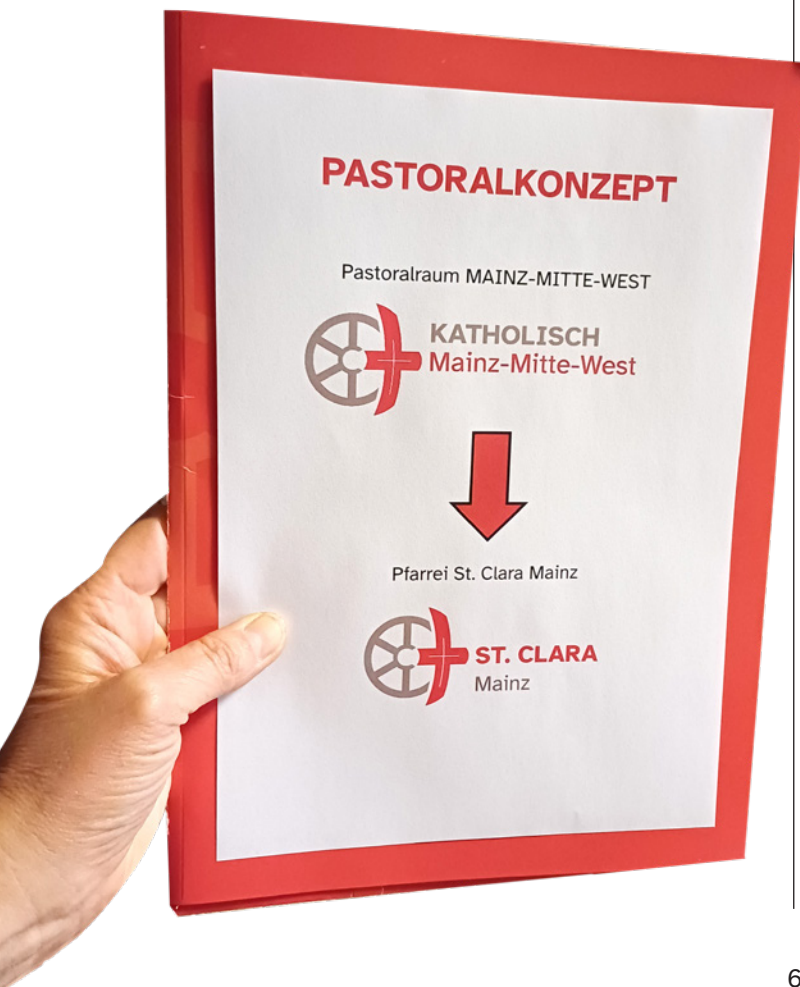 PASTORALKONZEPT
Pastoralraum MAINZ-MITTE-WEST
KATHOLISCH
Mainz-Mitte-West
Pfarrei St. Clara Mainz
ST. CLARA
Mainz
6